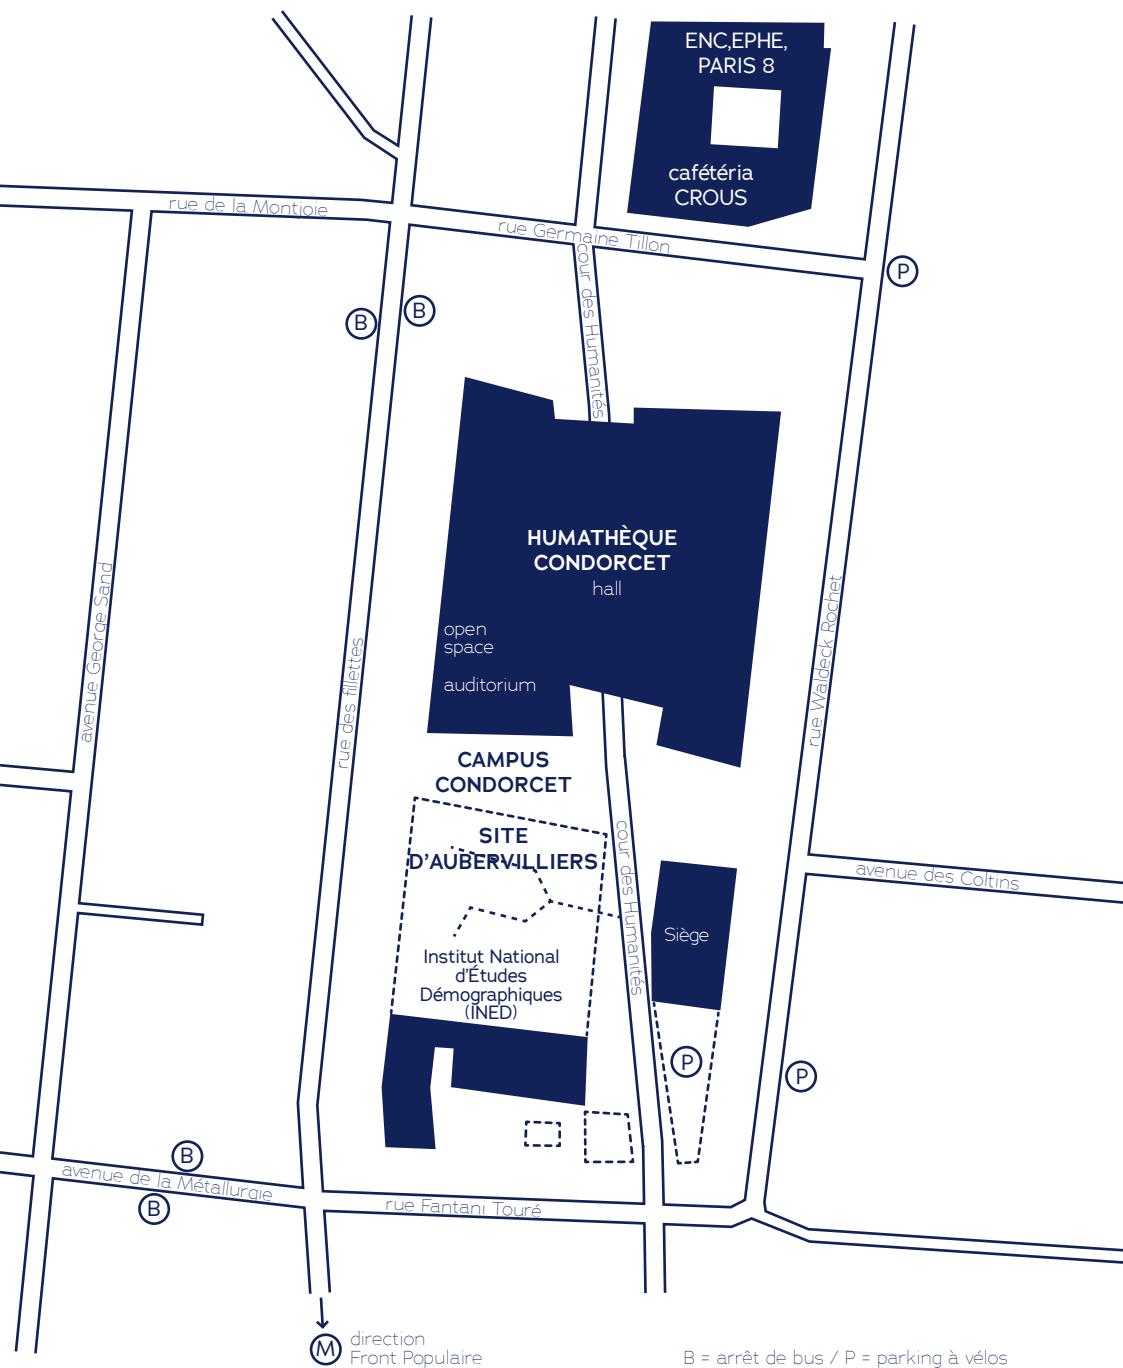 ENC,EPHE,
PARIS 8
cafétéria
CROUS
rue de la Montjoie
rue Germaine Tillon
P
B
B
cour des Humanités
HUMATHÈQUE
CONDORCET
hall
open
space
auditorium
avenue George Sand
rue des fillettes
rue Waldeck Rochet
CAMPUS
CONDORCET
SITE
D'AUBERVILLIERS
cour des Humanités
avenue des Coltins
Siège
Institut National
d'Études
Démographiques
(INED)
P
P
B
avenue de la Métallurgie
B
rue Fantani Touré
M
direction
Front Populaire
B = arrêt de bus / P = parking à vélos